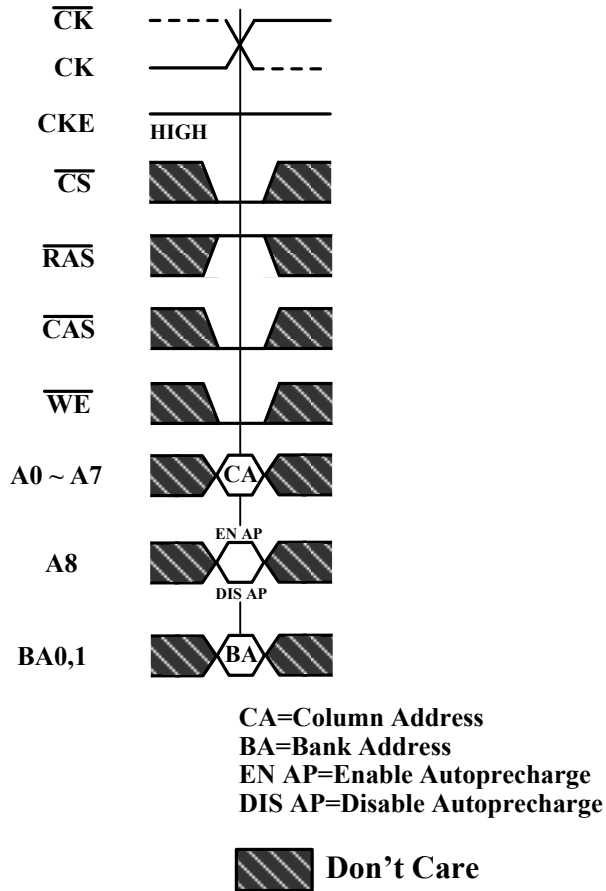 CK
CK
CKE
HIGH
CS
RAS
CAS
WE
A0 ~ A7
CA
EN AP
A8
DIS AP
BA0,1
BA
CA=Column Address
BA=Bank Address
EN AP=Enable Autoprecharge
DIS AP=Disable Autoprecharge
Don't Care